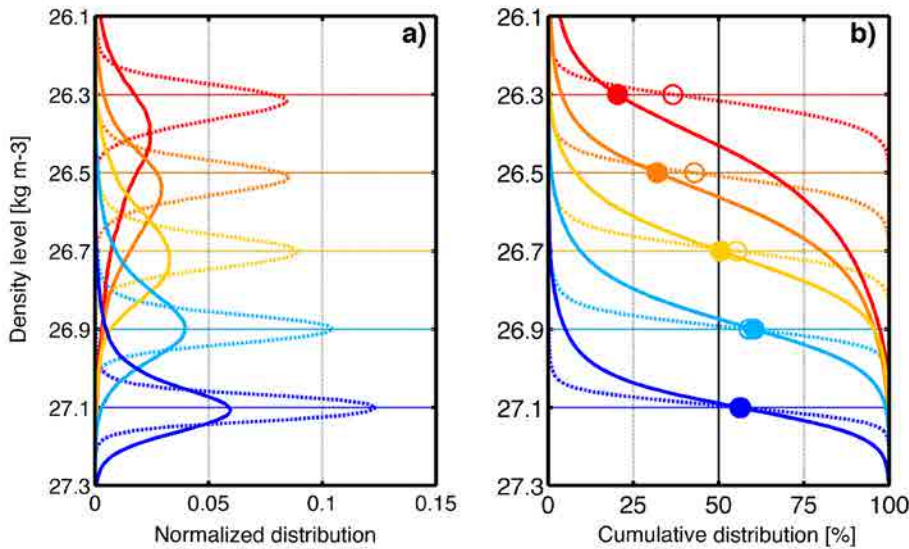 a)
26.1
26.3
26.5
26.7
26.9
27.1
27.3
Density level [kg m-3]
0 0.05 0.1 0.15
Normalized distribution
b)
26.1
26.3
26.5
26.7
26.9
27.1
27.3
0 25 50 75 100
Cumulative distribution [%]